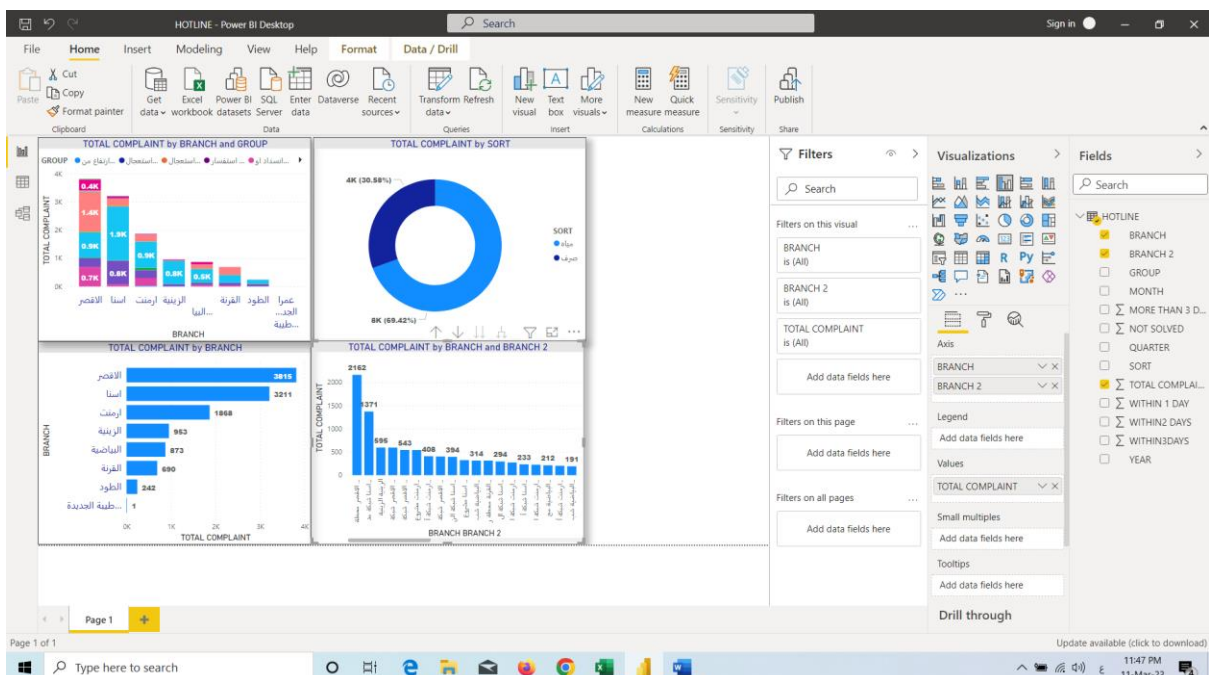 HOTLINE - Power BI Desktop
Search
Sign in
File Home Insert Modeling View Help Format Data / Drill
Paste
Cut
Copy
Format painter
Get data
Excel workbook
Power BI datasets
SQL Server
Enter data
Dataverse
Recent sources
Transform data
Refresh
New visual
Text box
More visuals
New measure
Quick measure
Sensitivity
Publish
Clipboard Data Queries Insert Calculations Sensitivity Share
TOTAL COMPLAINT by BRANCH and GROUP
GROUP
4K
3K
2K
1K
0K
TOTAL COMPLAINT
0.4K
1.4K
0.9K
0.7K
1.9K
0.8K
0.9K
0.8K
0.5K
الاقصر
اسنا
ارمنت
الزينية
القرنة
الطود
BRANCH
TOTAL COMPLAINT by SORT
4K (30.58%)
8K (69.42%)
SORT
مياه
صرف
TOTAL COMPLAINT by BRANCH
BRANCH
الاقصر 3815
اسنا 3211
ارمنت 1868
الزينية 953
البياضية 873
القرنة 690
الطود 242
طيبة الجديدة... 1
0K 1K 2K 3K 4K
TOTAL COMPLAINT
TOTAL COMPLAINT by BRANCH and BRANCH 2
TOTAL COMPLAINT
2000
1500
1000
500
0
2162 1371 595 543 408 394 314 294 233 212 191
BRANCH BRANCH 2
Filters
Search
Filters on this visual ...
BRANCH
is (All)
BRANCH 2
is (All)
TOTAL COMPLAINT
is (All)
Add data fields here
Filters on this page ...
Add data fields here
Filters on all pages ...
Add data fields here
Visualizations
R Py
Axis
BRANCH
BRANCH 2
Legend
Add data fields here
Values
TOTAL COMPLAINT
Small multiples
Add data fields here
Tooltips
Add data fields here
Drill through
Fields
Search
HOTLINE
BRANCH
BRANCH 2
GROUP
MONTH
MORE THAN 3 D...
NOT SOLVED
QUARTER
SORT
TOTAL COMPLAI...
WITHIN 1 DAY
WITHIN2 DAYS
WITHIN3DAYS
YEAR
Page 1
Page 1 of 1
Update available (click to download)
Type here to search
ع
11:47 PM
11-Mar-23